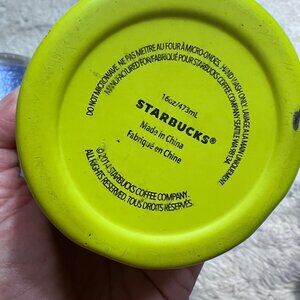 DO NOT MICROWAVE. NE PAS METTRE AU FOUR À MICRO-ONDES. HAND WASH ONLY. LAVAGE À LA MAIN UNIQUEMENT.
MANUFACTURED FOR/FABRIQUÉ POUR STARBUCKS COFFEE COMPANY, SEATTLE, WA 98134
16oz/473mL
STARBUCKS®
Made in China
Fabriqué en Chine
© 2014 STARBUCKS COFFEE COMPANY.
ALL RIGHTS RESERVED. TOUS DROITS RÉSERVÉS.